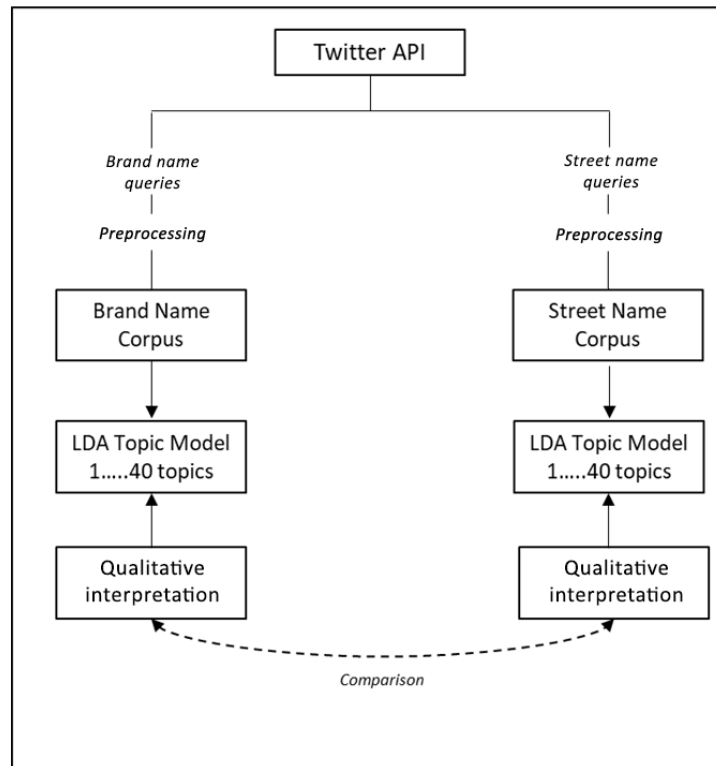 Twitter API
Brand name
queries
Street name
queries
Preprocessing
Preprocessing
Brand Name
Corpus
Street Name
Corpus
LDA Topic Model
1.....40 topics
LDA Topic Model
1.....40 topics
Qualitative
interpretation
Qualitative
interpretation
Comparison